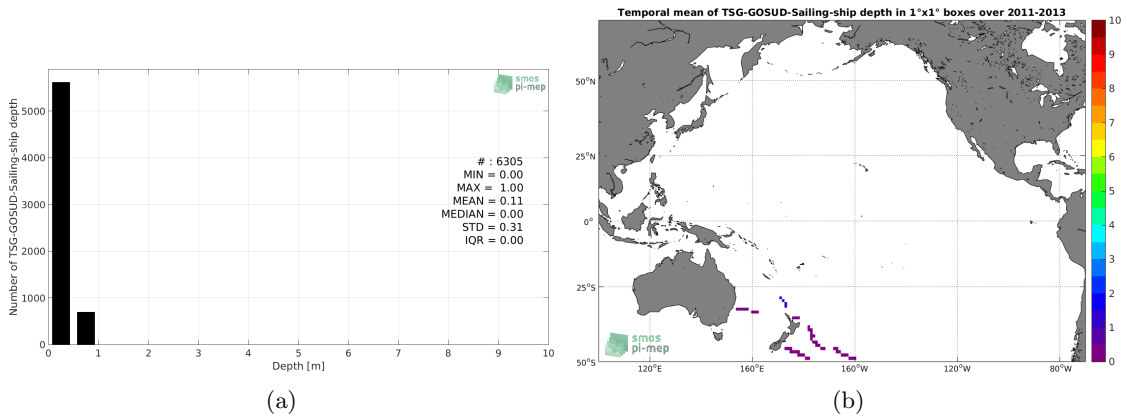 smos
pi-mep
Number of TSG-GOSUD-Sailing-ship depth
5000
4000
3000
2000
1000
0
# : 6305
MIN = 0.00
MAX = 1.00
MEAN = 0.11
MEDIAN = 0.00
STD = 0.31
IQR = 0.00
0 1 2 3 4 5 6 7 8 9 10
Depth [m]
(a)
Temporal mean of TSG-GOSUD-Sailing-ship depth in 1°x1° boxes over 2011-2013
50°N
25°N
0°
25°S
50°S
120°E 160°E 160°W 120°W 80°W
smos
pi-mep
10
9
8
7
6
5
4
3
2
1
0
(b)